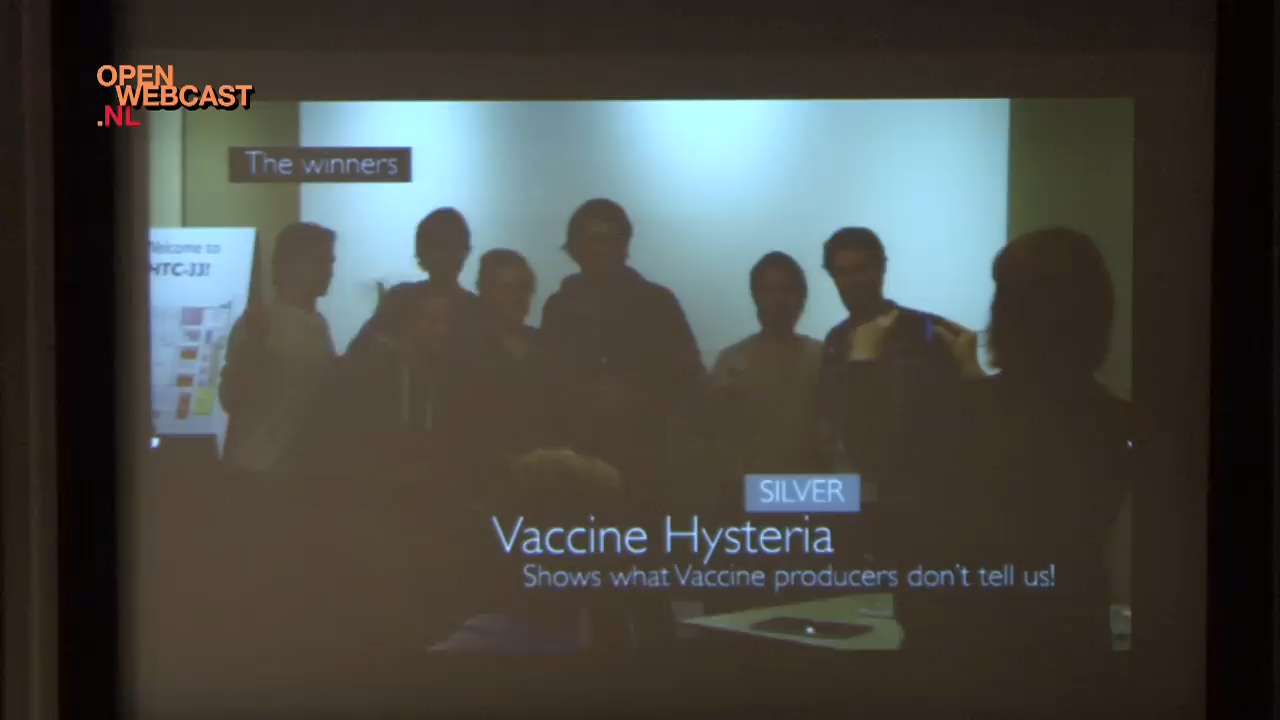 OPEN
WEBCAST
.NL
The winners
Welcome to
HTC-33!
SILVER
Vaccine Hysteria
Shows what Vaccine producers don't tell us!